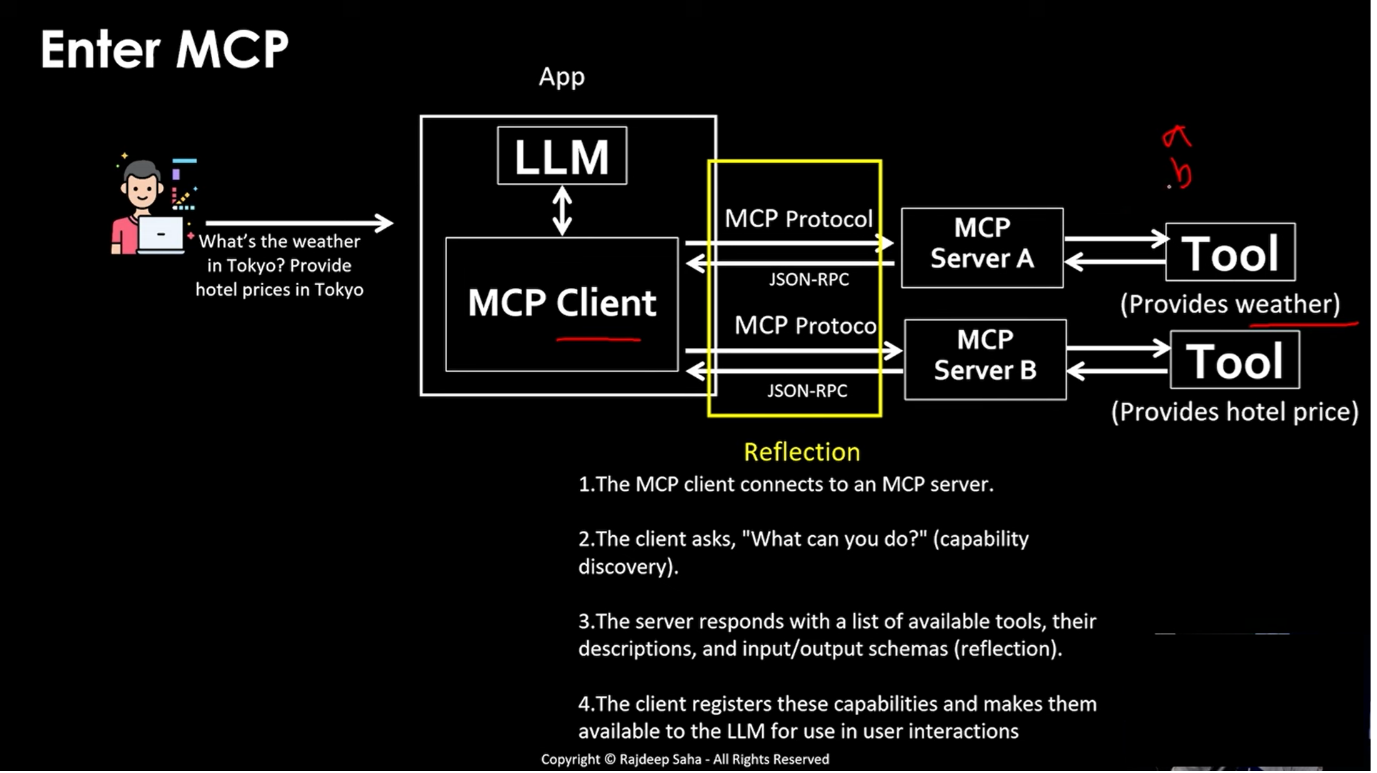 Enter MCP
App
LLM
What's the weather
in Tokyo? Provide
hotel prices in Tokyo
MCP Client
MCP Protocol
JSON-RPC
MCP Protoco
JSON-RPC
MCP
Server A
MCP
Server B
a
b
Tool
(Provides weather)
Tool
(Provides hotel price)
Reflection
1.The MCP client connects to an MCP server.
2.The client asks, "What can you do?" (capability
discovery).
3.The server responds with a list of available tools, their
descriptions, and input/output schemas (reflection).
4.The client registers these capabilities and makes them
available to the LLM for use in user interactions
Copyright © Rajdeep Saha - All Rights Reserved